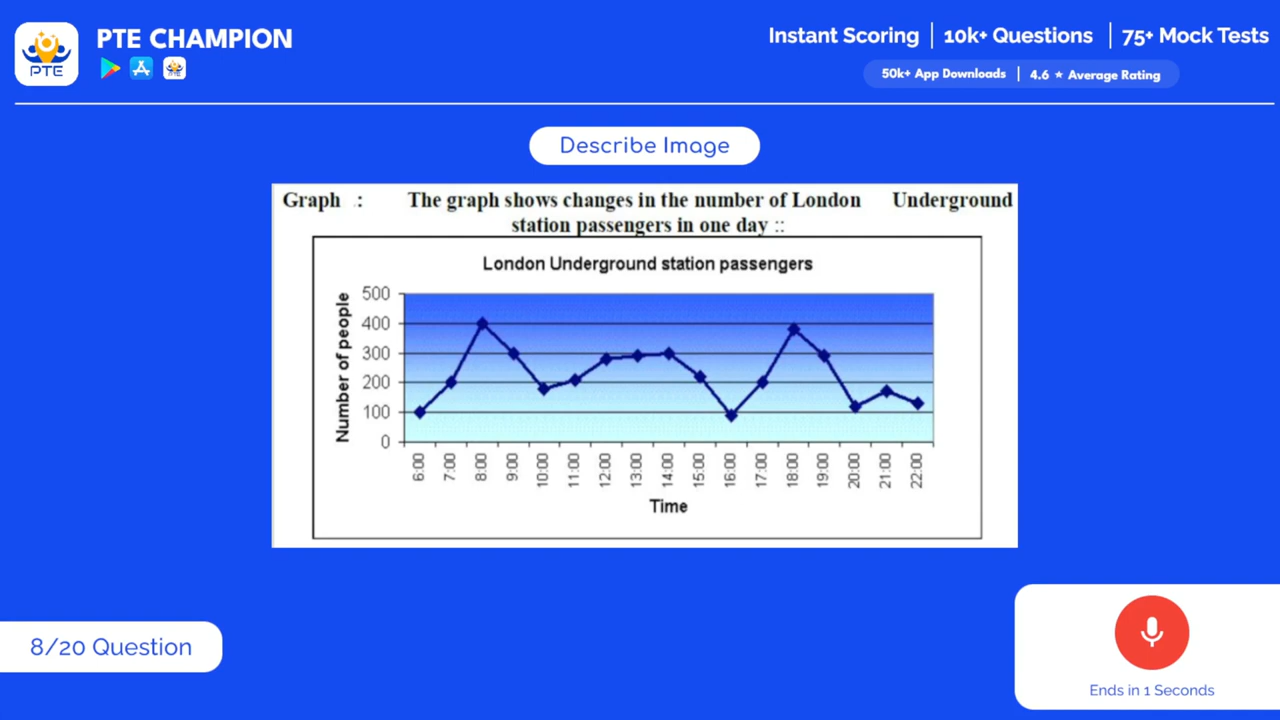 PTE CHAMPION
PTE
Instant Scoring | 10k+ Questions | 75+ Mock Tests
50k+ App Downloads | 4.6 ★ Average Rating
Describe Image
Graph : The graph shows changes in the number of London Underground
station passengers in one day ::
London Underground station passengers
Number of people
500
400
300
200
100
0
6:00 7:00 8:00 9:00 10:00 11:00 12:00 13:00 14:00 15:00 16:00 17:00 18:00 19:00 20:00 21:00 22:00
Time
8/20 Question
Ends in 1 Seconds